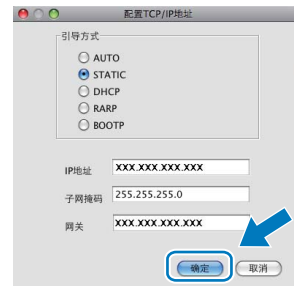 配置TCP/IP地址
引导方式
AUTO
STATIC
DHCP
RARP
BOOTP
IP地址 XXX.XXX.XXX.XXX
子网掩码 255.255.255.0
网关 XXX.XXX.XXX.XXX
确定 取消